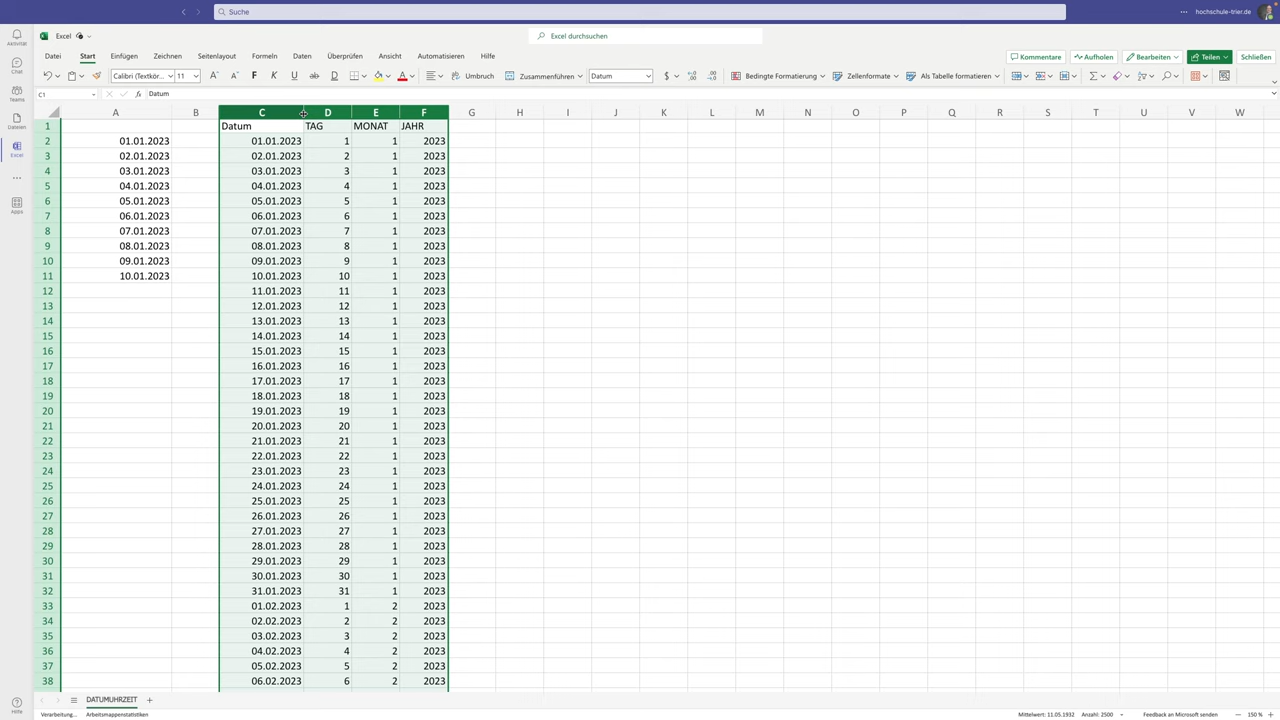 Suche
hochschule-trier.de
Excel
Excel durchsuchen
Datei Start Einfügen Zeichnen Seitenlayout Formeln Daten Überprüfen Ansicht Automatisieren Hilfe
Kommentare Aufholen Bearbeiten Teilen Schließen
Calibri (Textkör... 11 F K U ab D A Umbruch Zusammenführen Datum $ Bedingte Formatierung Zellenformate Als Tabelle formatieren
C1 fx Datum
Aktivität
Chat
Teams
Dateien
Excel
Apps
Hilfe
A B C D E F G H I J K L M N O P Q R S T U V W
1 Datum TAG MONAT JAHR
2 01.01.2023 01.01.2023 1 1 2023
3 02.01.2023 02.01.2023 2 1 2023
4 03.01.2023 03.01.2023 3 1 2023
5 04.01.2023 04.01.2023 4 1 2023
6 05.01.2023 05.01.2023 5 1 2023
7 06.01.2023 06.01.2023 6 1 2023
8 07.01.2023 07.01.2023 7 1 2023
9 08.01.2023 08.01.2023 8 1 2023
10 09.01.2023 09.01.2023 9 1 2023
11 10.01.2023 10.01.2023 10 1 2023
12 11.01.2023 11 1 2023
13 12.01.2023 12 1 2023
14 13.01.2023 13 1 2023
15 14.01.2023 14 1 2023
16 15.01.2023 15 1 2023
17 16.01.2023 16 1 2023
18 17.01.2023 17 1 2023
19 18.01.2023 18 1 2023
20 19.01.2023 19 1 2023
21 20.01.2023 20 1 2023
22 21.01.2023 21 1 2023
23 22.01.2023 22 1 2023
24 23.01.2023 23 1 2023
25 24.01.2023 24 1 2023
26 25.01.2023 25 1 2023
27 26.01.2023 26 1 2023
28 27.01.2023 27 1 2023
29 28.01.2023 28 1 2023
30 29.01.2023 29 1 2023
31 30.01.2023 30 1 2023
32 31.01.2023 31 1 2023
33 01.02.2023 1 2 2023
34 02.02.2023 2 2 2023
35 03.02.2023 3 2 2023
36 04.02.2023 4 2 2023
37 05.02.2023 5 2 2023
38 06.02.2023 6 2 2023
DATUMUHRZEIT
Verarbeitung... Arbeitsmappenstatistiken Mittelwert: 11.05.1932 Anzahl: 2500 Feedback an Microsoft senden 150 %